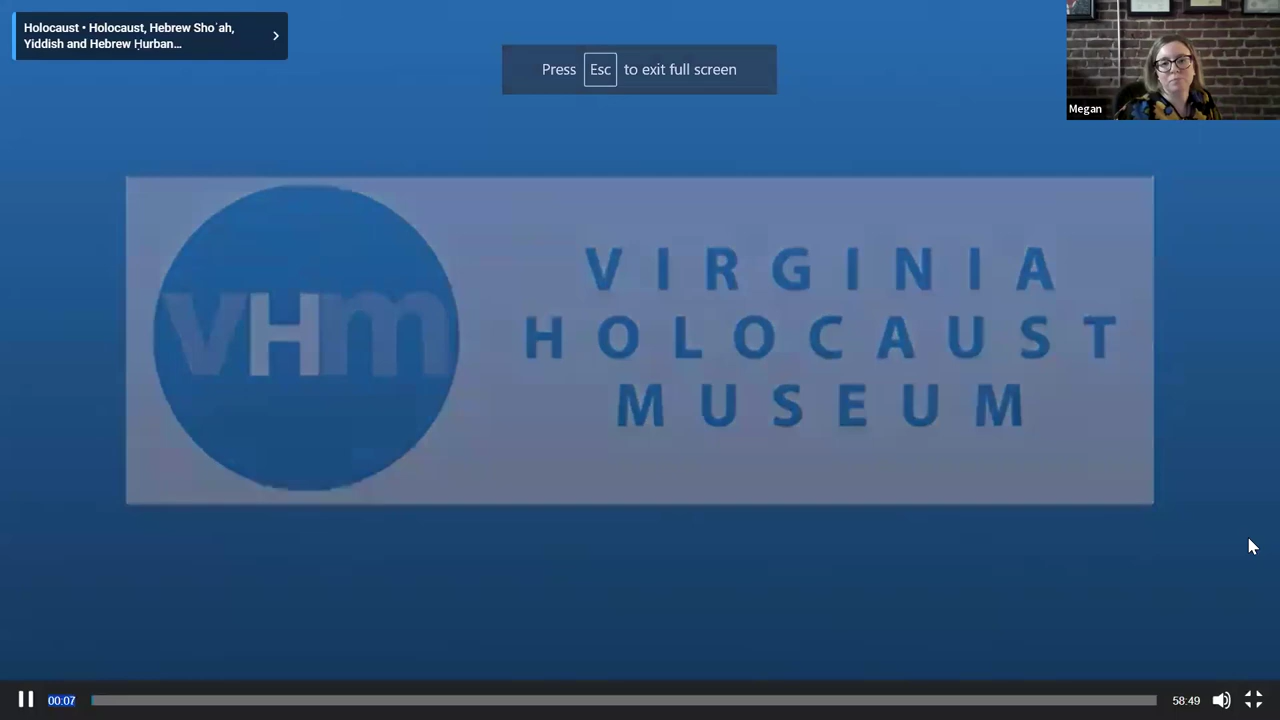 Holocaust • Holocaust, Hebrew Shoʾah,
Yiddish and Hebrew Ḥurban...
Press Esc to exit full screen
Megan
vHm
VIRGINIA
HOLOCAUST
MUSEUM
00:07
58:49